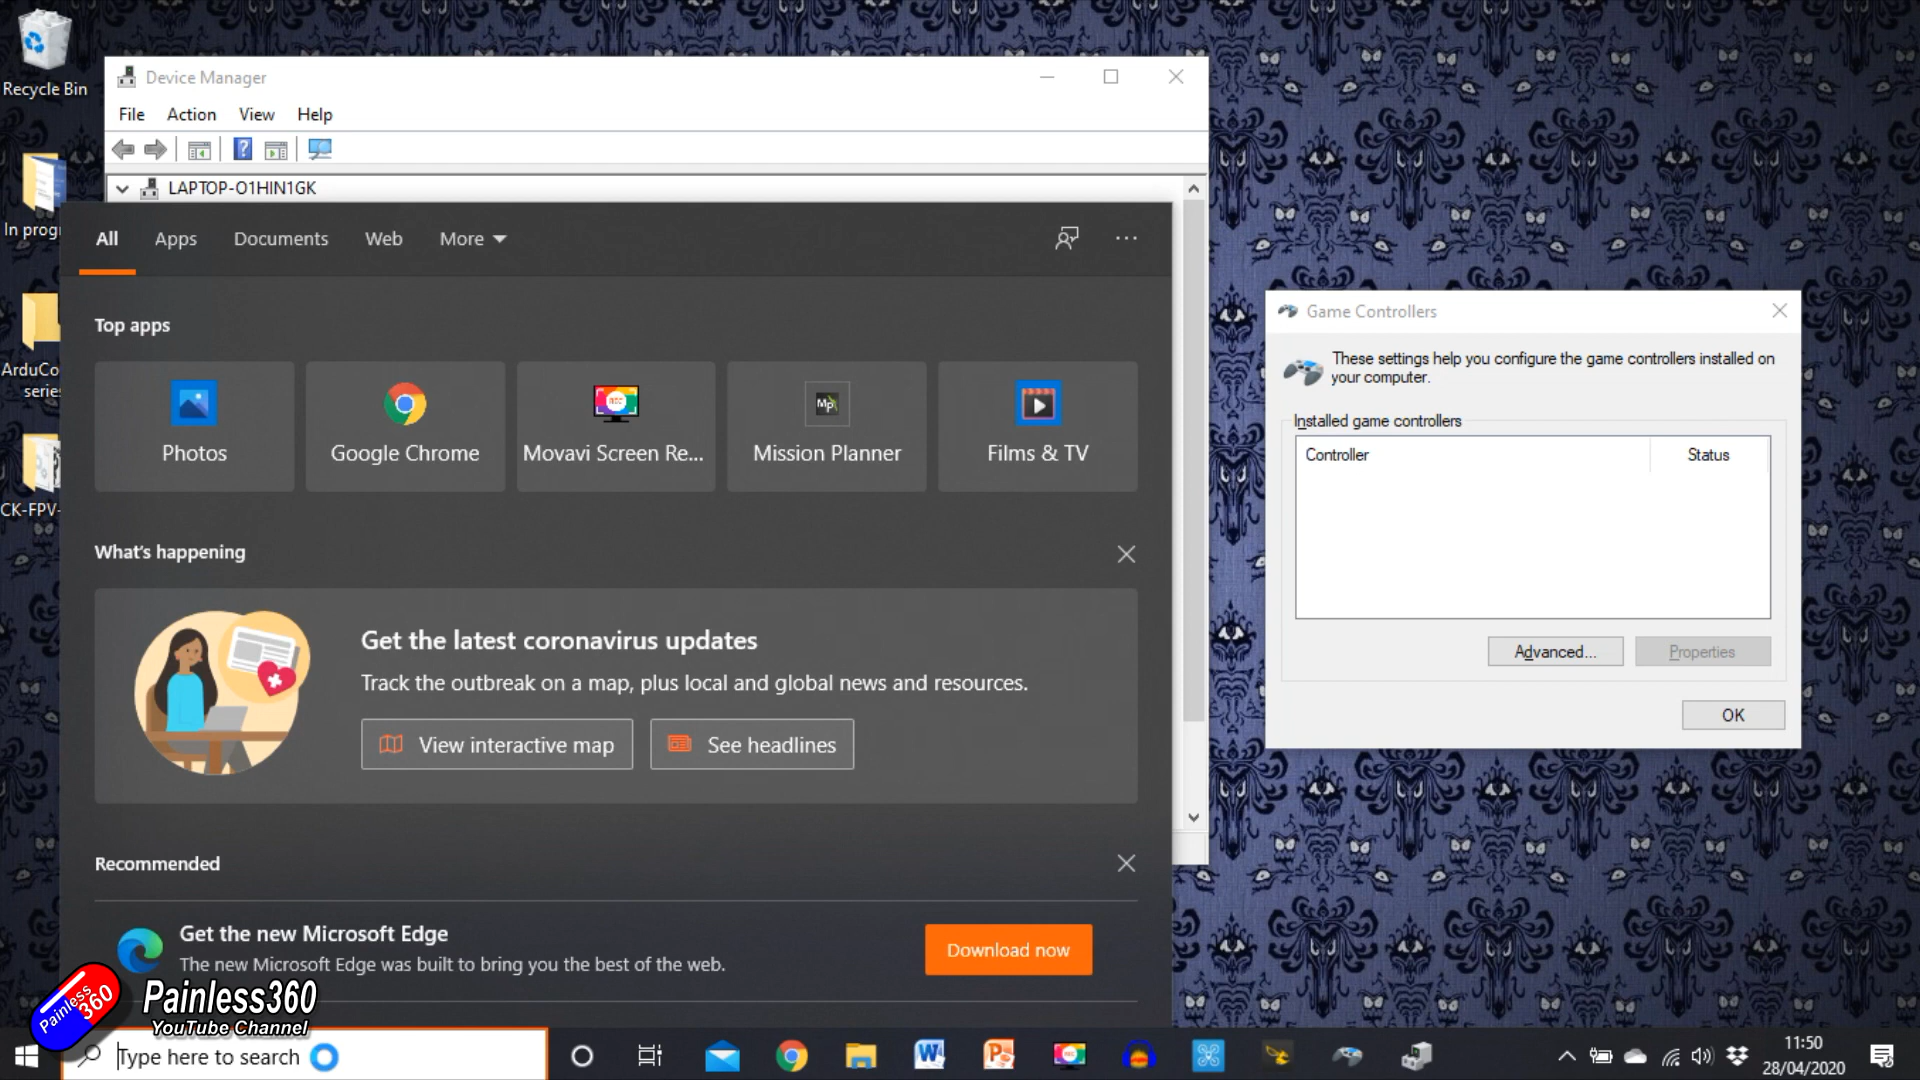 Recycle Bin
Device Manager
File Action View Help
LAPTOP-O1HIN1GK
In progr
ArduCo
series
CK-FPV-
All Apps Documents Web More
Top apps
Photos
Google Chrome
REC
Movavi Screen Re...
Mp
Mission Planner
Films & TV
What's happening
Get the latest coronavirus updates
Track the outbreak on a map, plus local and global news and resources.
View interactive map
See headlines
Recommended
Get the new Microsoft Edge
The new Microsoft Edge was built to bring you the best of the web.
Download now
Game Controllers
These settings help you configure the game controllers installed on
your computer.
Installed game controllers
Controller Status
Advanced...
Properties
OK
Painless
360
Painless360
YouTube Channel
Type here to search
11:50
28/04/2020